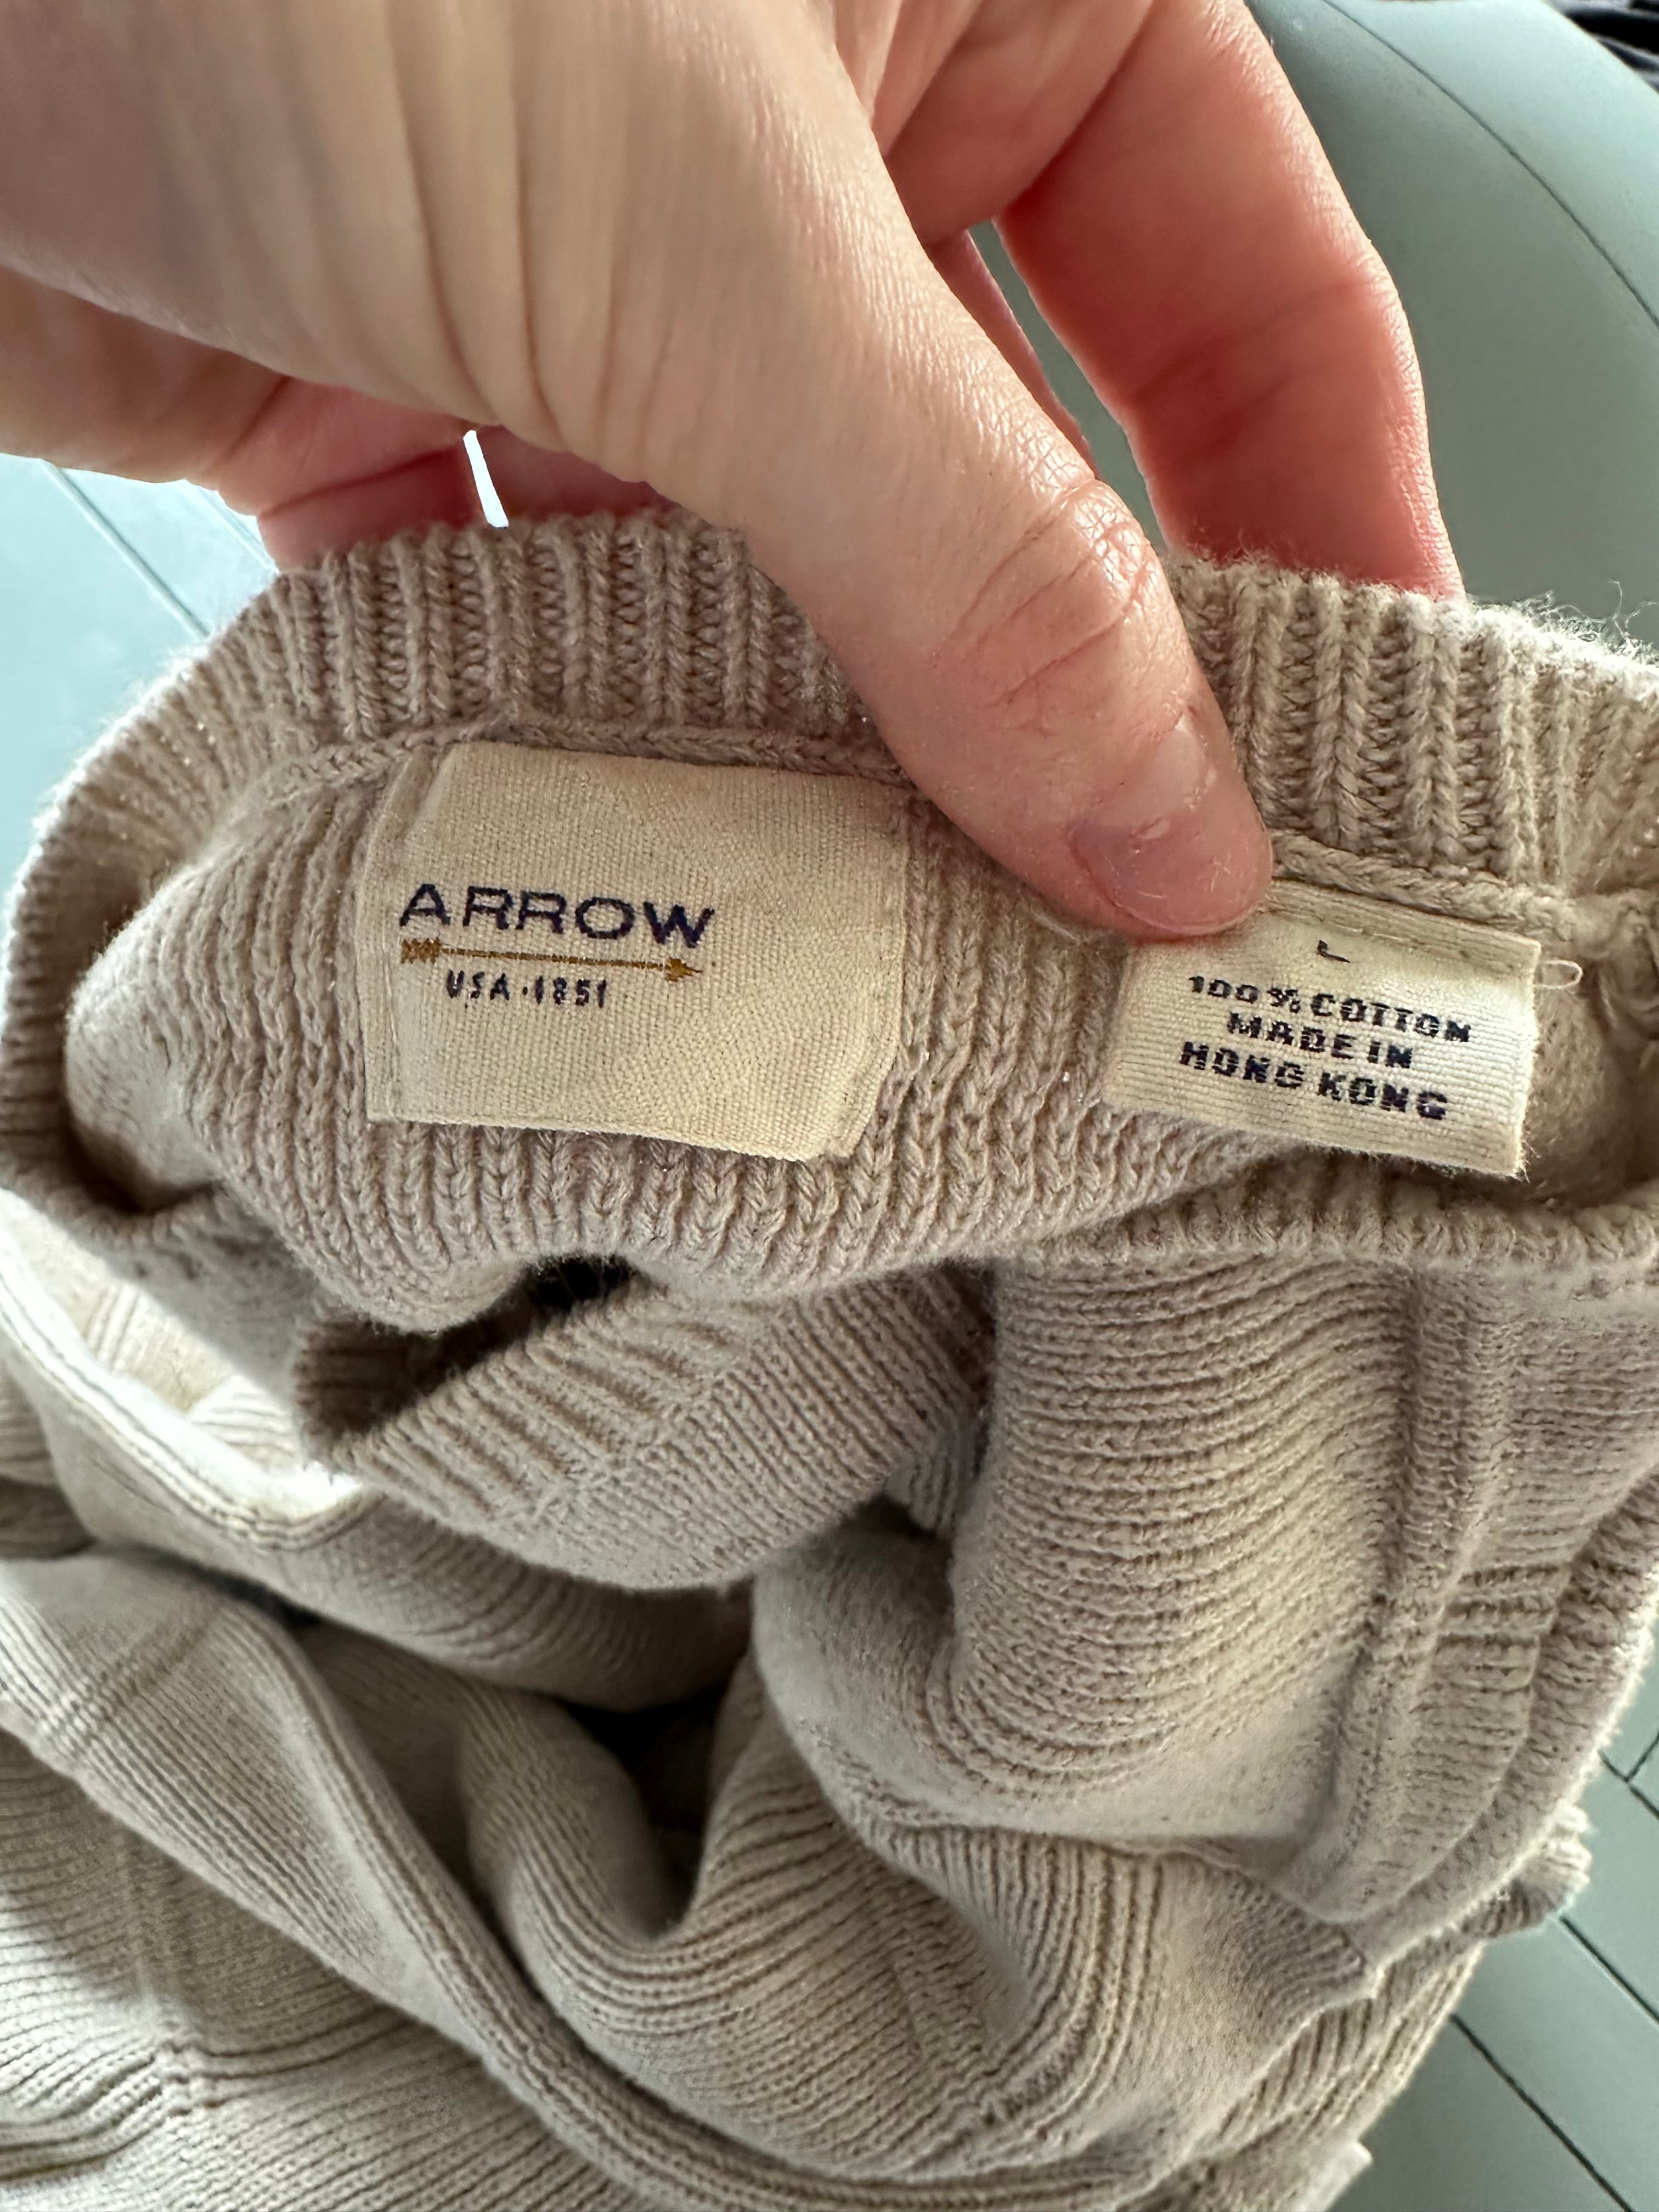 ARROW
USA·1851
L
100% COTTON
MADE IN
HONG KONG